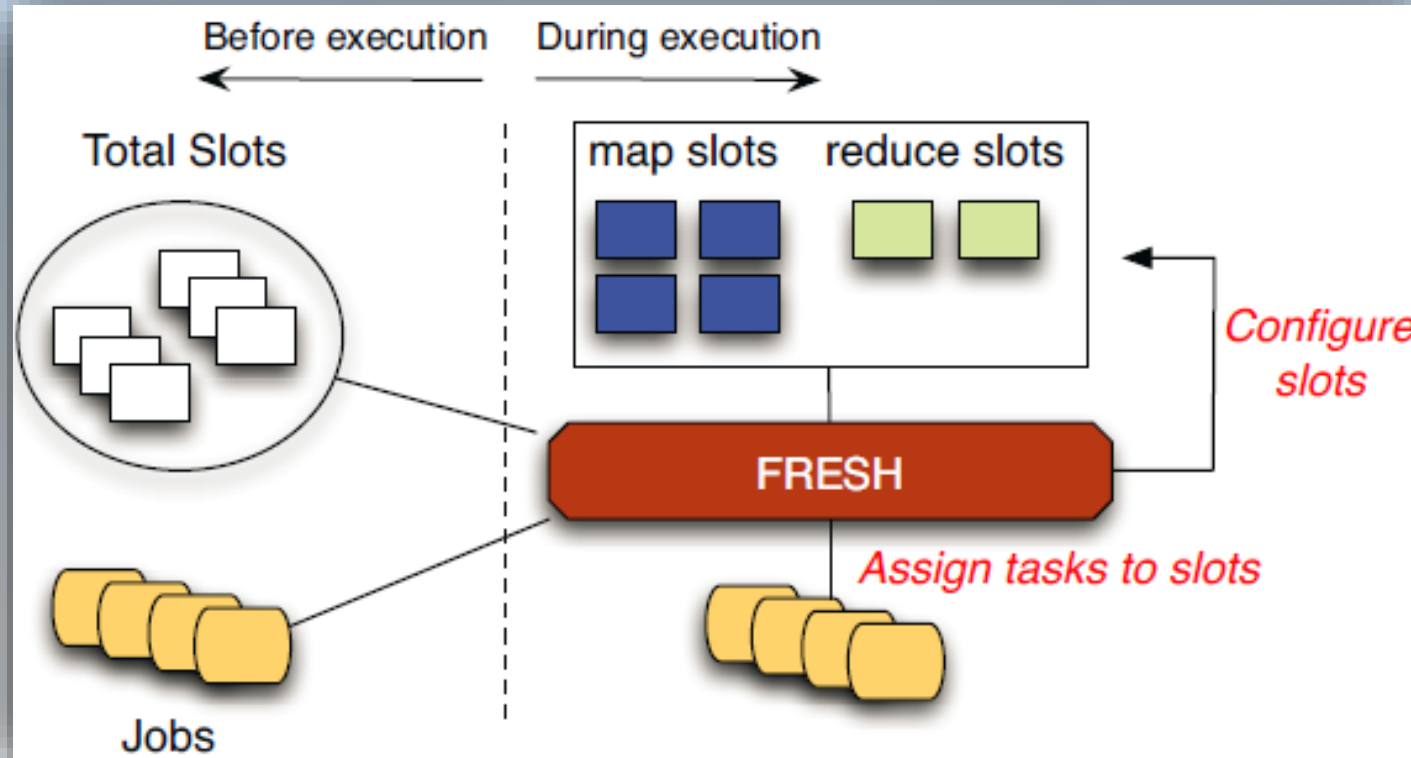 Before execution
During execution
Total Slots
map slots
reduce slots
Configure
slots
FRESH
Assign tasks to slots
Jobs